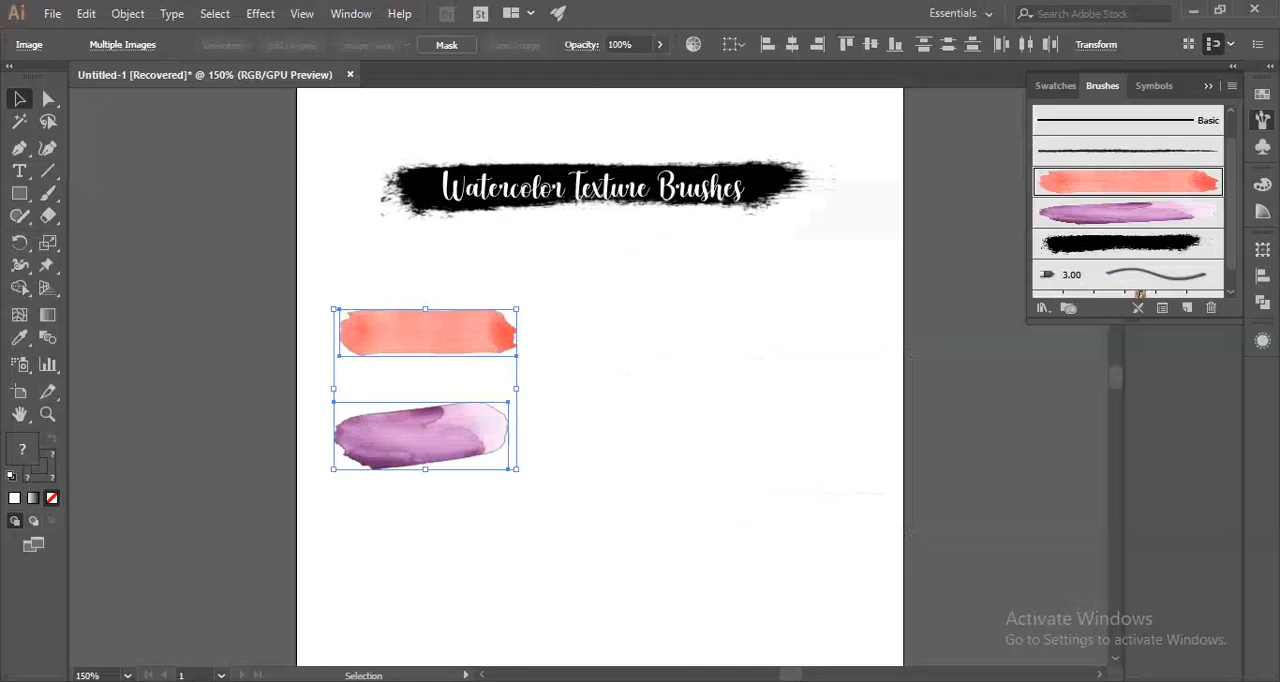 Ai File Edit Object Type Select Effect View Window Help St Essentials Search Adobe Stock
Image Multiple Images Mask Opacity: 100% Transform
Untitled-1 [Recovered]* @ 150% (RGB/GPU Preview)
Swatches Brushes Symbols
Basic
Watercolor Texture Brushes
3.00
?
?
?
Activate Windows
Go to Settings to activate Windows.
150% 1 Selection